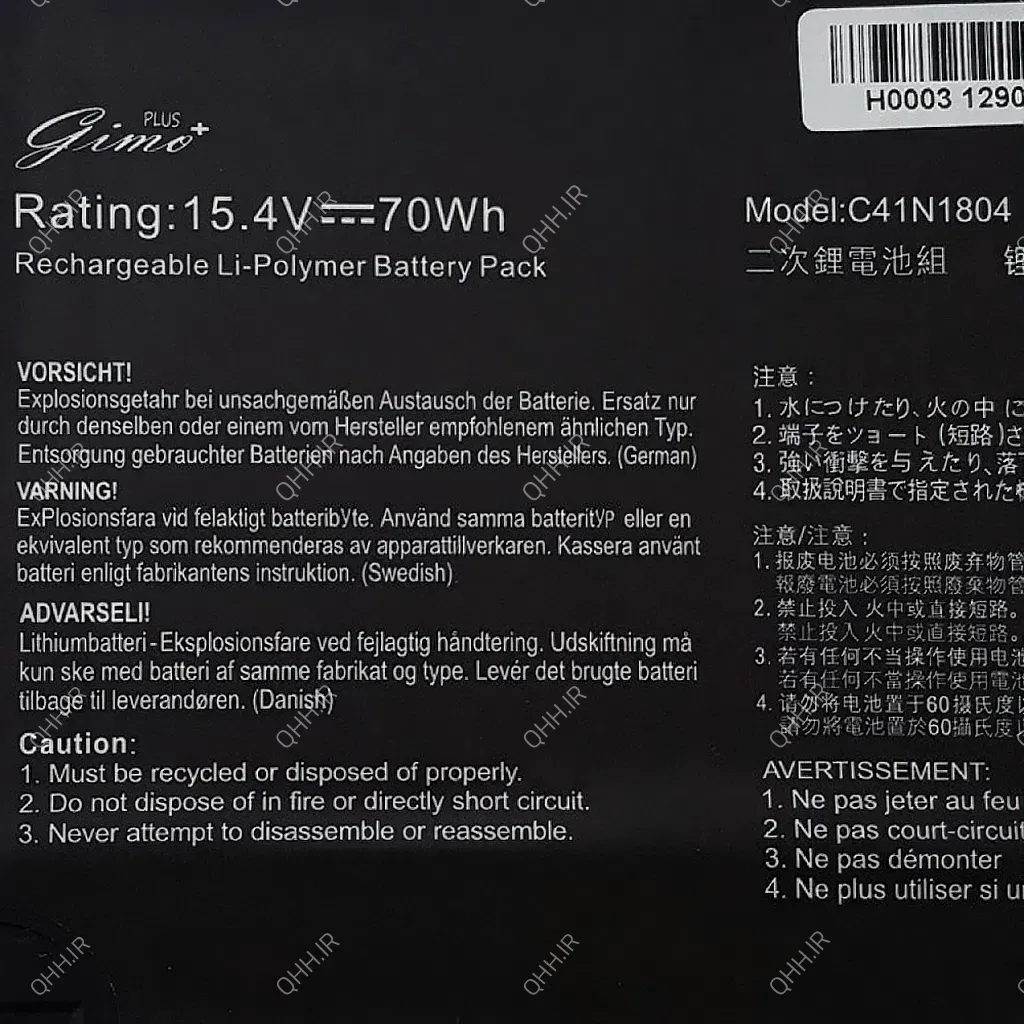 H0003 1290
Gimo PLUS+
Rating:15.4V⎓70Wh
Rechargeable Li-Polymer Battery Pack
VORSICHT!
Explosionsgetahr bei unsachgemäßen Austausch der Batterie. Ersatz nur
durch denselben oder einem vom Hersteller empfohlenem ähnlichen Typ.
Entsorgung gebrauchter Batterien nach Angaben des Herstellers. (German)
VARNING!
ExPlosionsfara vid felaktigt batteribyte. Använd samma batterityp eller en
ekvivalent typ som rekommenderas av apparattillverkaren. Kassera använt
batteri enligt fabrikantens instruktion. (Swedish)
ADVARSELI!
Lithiumbatteri-Eksplosionsfare ved fejlagtig håndtering. Udskiftning må
kun ske med batteri af samme fabrikat og type. Levér det brugte batteri
tilbage til leverandøren. (Danish)
Caution:
1. Must be recycled or disposed of properly.
2. Do not dispose of in fire or directly short circuit.
3. Never attempt to disassemble or reassemble.
Model:C41N1804
二次鋰電池組 鋰
注意：
1. 水につけたり、火の中に
2. 端子をツョート (短路)さ
3. 強い衝撃を与えたり、落
4. 取扱説明書で指定された
注意/注意：
1. 报废电池必须按照废弃物管
報廢電池必須按照廢棄物管
2. 禁止投入 火中或直接短路。
禁止投入 火中或直接短路。
3. 若有任何不当操作使用电池
若有任何不當操作使用電池
4. 请勿将电池置于60摄氏度以
請勿將電池置於60攝氏度以
AVERTISSEMENT:
1. Ne pas jeter au feu
2. Ne pas court-circuit
3. Ne pas démonter
4. Ne plus utiliser si un
QHH.IR